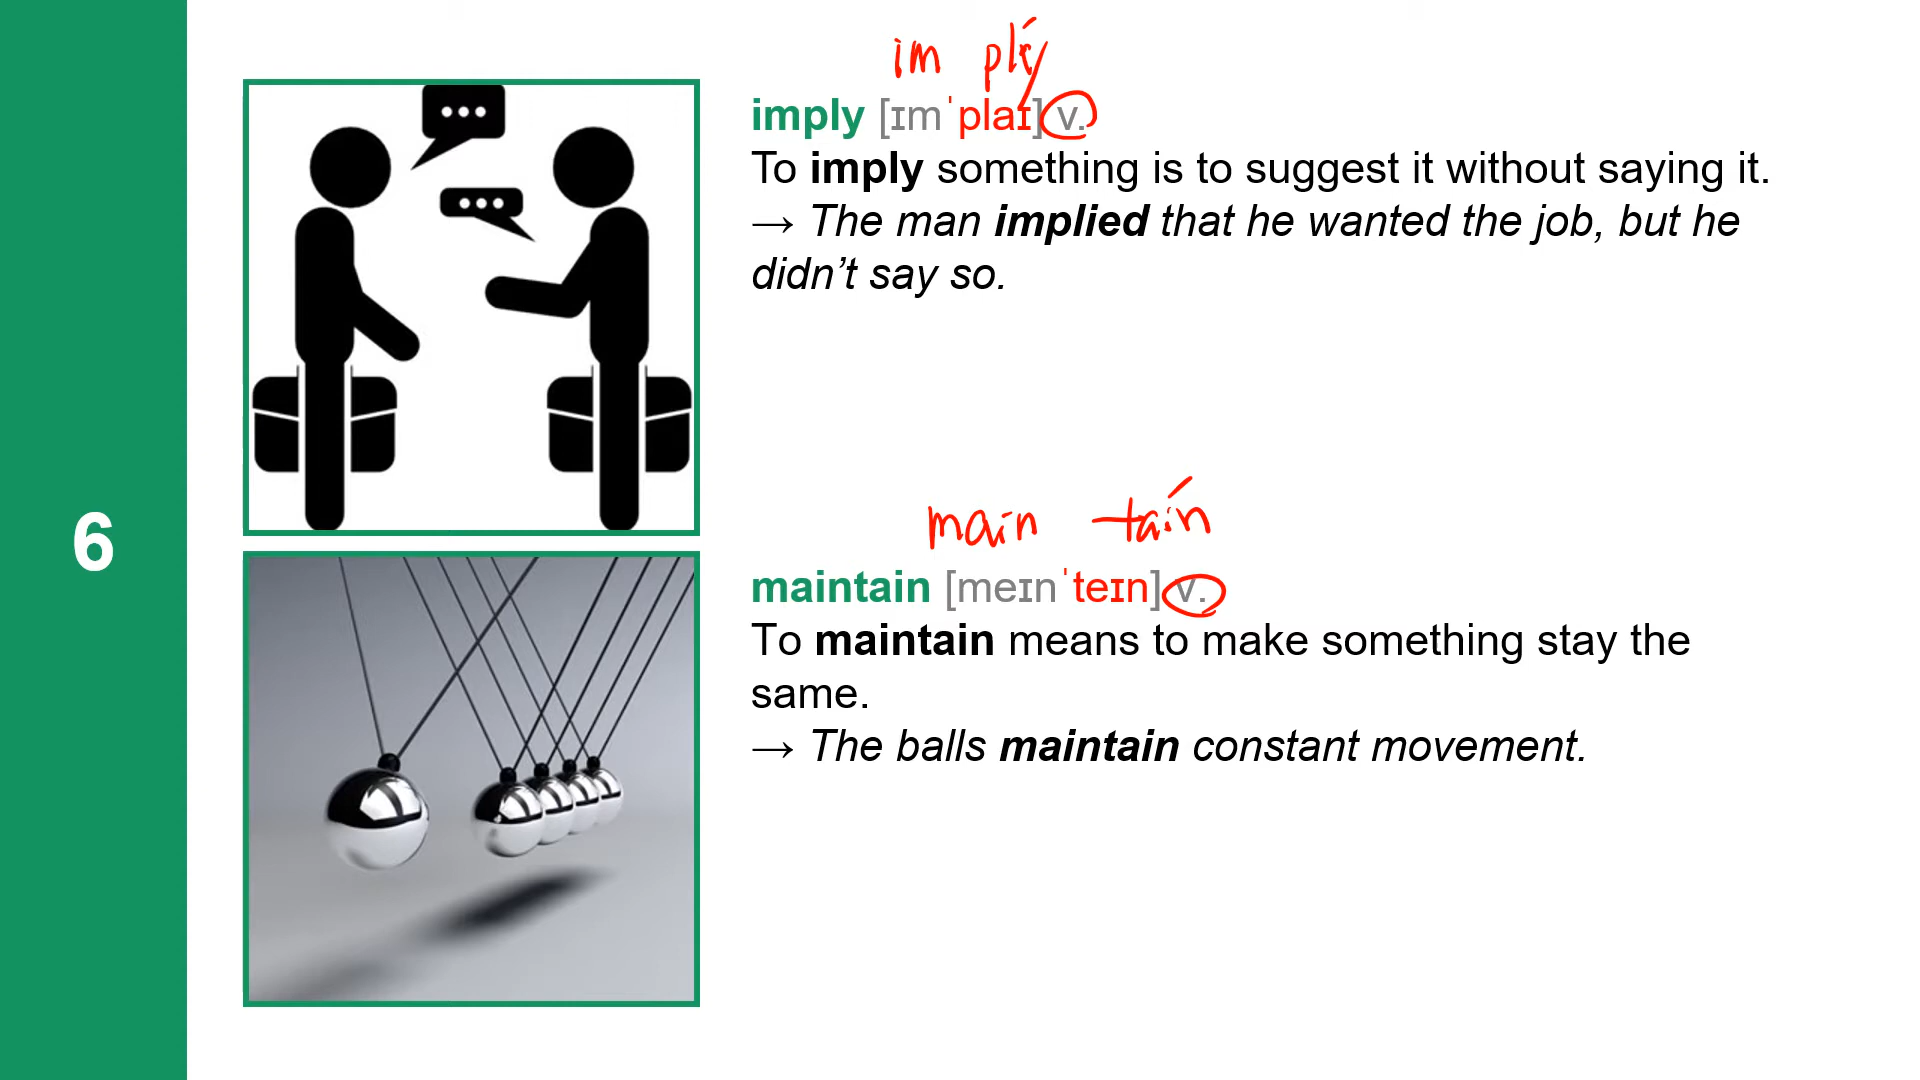 im plý
imply [ɪmˈplaɪ] v.
To imply something is to suggest it without saying it.
→ The man implied that he wanted the job, but he
didn’t say so.
6
main táin
maintain [meɪnˈteɪn] v.
To maintain means to make something stay the
same.
→ The balls maintain constant movement.